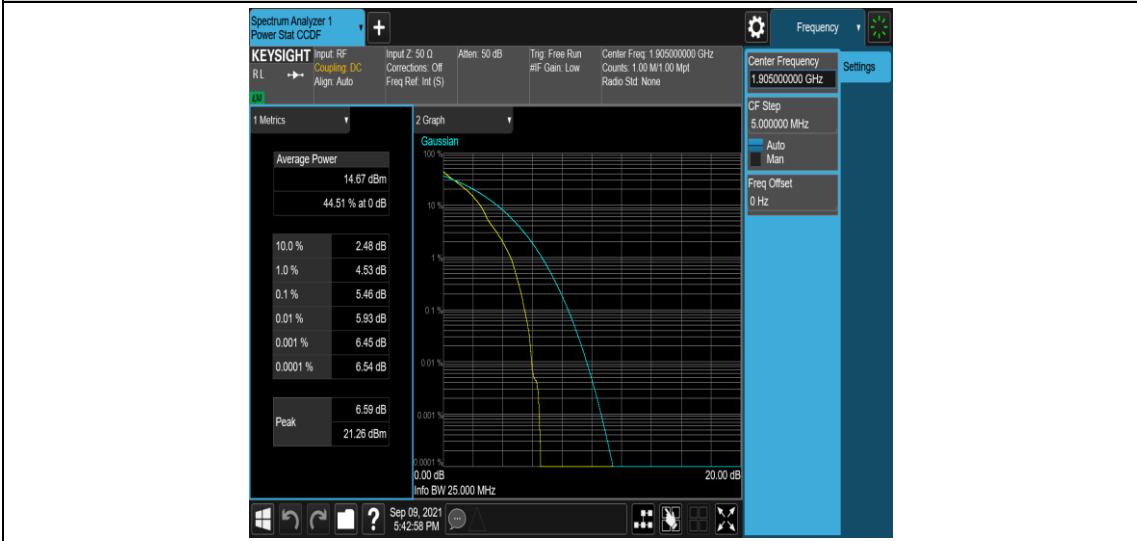 Spectrum Analyzer 1
Power Stat CCDF
+
Frequency
KEYSIGHT
RL
LM
Input: RF
Coupling: DC
Align: Auto
Input Z: 50 Ω
Corrections: Off
Freq Ref: Int (S)
Atten: 50 dB
Trig: Free Run
#IF Gain: Low
Center Freq: 1.905000000 GHz
Counts: 1.00 M/1.00 Mpt
Radio Std: None
Center Frequency
1.905000000 GHz
Settings
CF Step
5.000000 MHz
Auto
Man
Freq Offset
0 Hz
1 Metrics
Average Power
14.67 dBm
44.51 % at 0 dB
10.0 % 2.48 dB
1.0 % 4.53 dB
0.1 % 5.46 dB
0.01 % 5.93 dB
0.001 % 6.45 dB
0.0001 % 6.54 dB
Peak
6.59 dB
21.26 dBm
2 Graph
Gaussian
100 %
10 %
1 %
0.1 %
0.01 %
0.001 %
0.0001 %
0.00 dB 20.00 dB
Info BW 25.000 MHz
?
Sep 09, 2021
5:42:58 PM